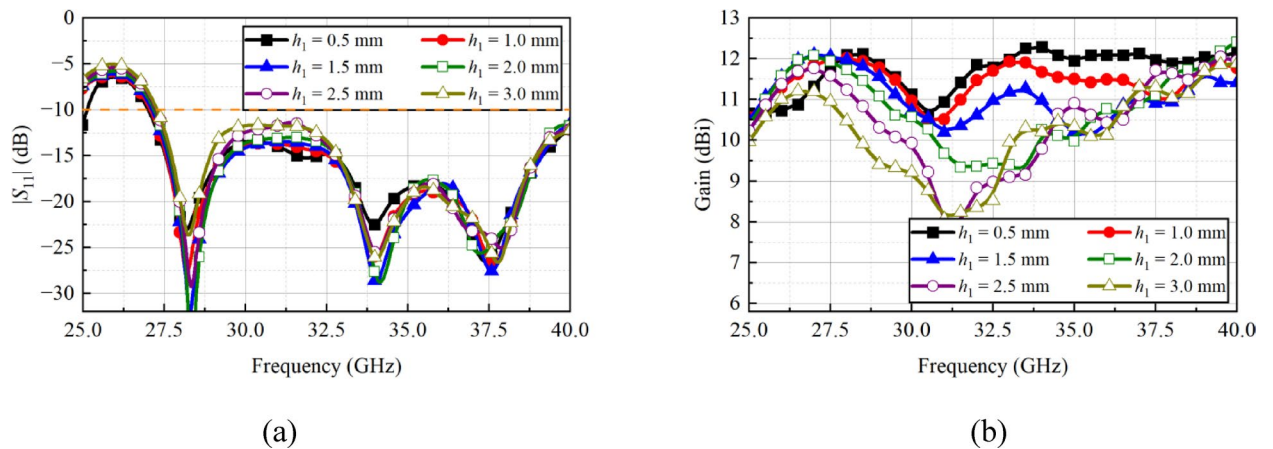 0
−5
−10
−15
−20
−25
−30
|S₁₁| (dB)
h₁ = 0.5 mm h₁ = 1.0 mm
h₁ = 1.5 mm h₁ = 2.0 mm
h₁ = 2.5 mm h₁ = 3.0 mm
25.0 27.5 30.0 32.5 35.0 37.5 40.0
Frequency (GHz)
(a)
13
12
11
10
9
8
7
6
Gain (dBi)
h₁ = 0.5 mm h₁ = 1.0 mm
h₁ = 1.5 mm h₁ = 2.0 mm
h₁ = 2.5 mm h₁ = 3.0 mm
25.0 27.5 30.0 32.5 35.0 37.5 40.0
Frequency (GHz)
(b)